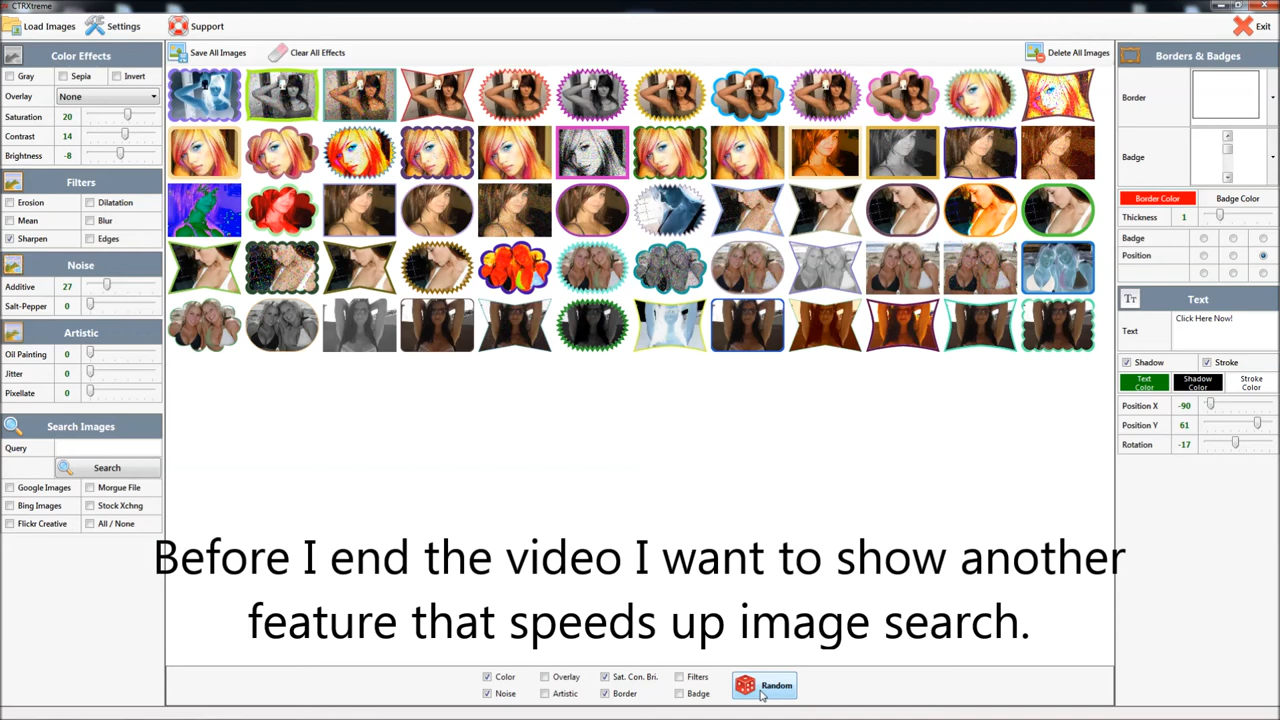 CTRXtreme
Load Images Settings Support Exit
Color Effects
Gray Sepia Invert
Overlay None
Saturation 20
Contrast 14
Brightness -8
Filters
Erosion Dilatation
Mean Blur
Sharpen Edges
Noise
Additive 27
Salt-Pepper 0
Artistic
Oil Painting 0
Jitter 0
Pixellate 0
Search Images
Query
Search
Google Images Morgue File
Bing Images Stock Xchng
Flickr Creative All / None
Save All Images Clear All Effects Delete All Images
Before I end the video I want to show another
feature that speeds up image search.
Color Overlay Sat. Con. Bri. Filters
Noise Artistic Border Badge
Random
Borders & Badges
Border
Badge
Border Color Badge Color
Thickness 1
Badge
Position
Text
Text Click Here Now!
Shadow Stroke
Text Color Shadow Color Stroke Color
Position X -90
Position Y 61
Rotation -17